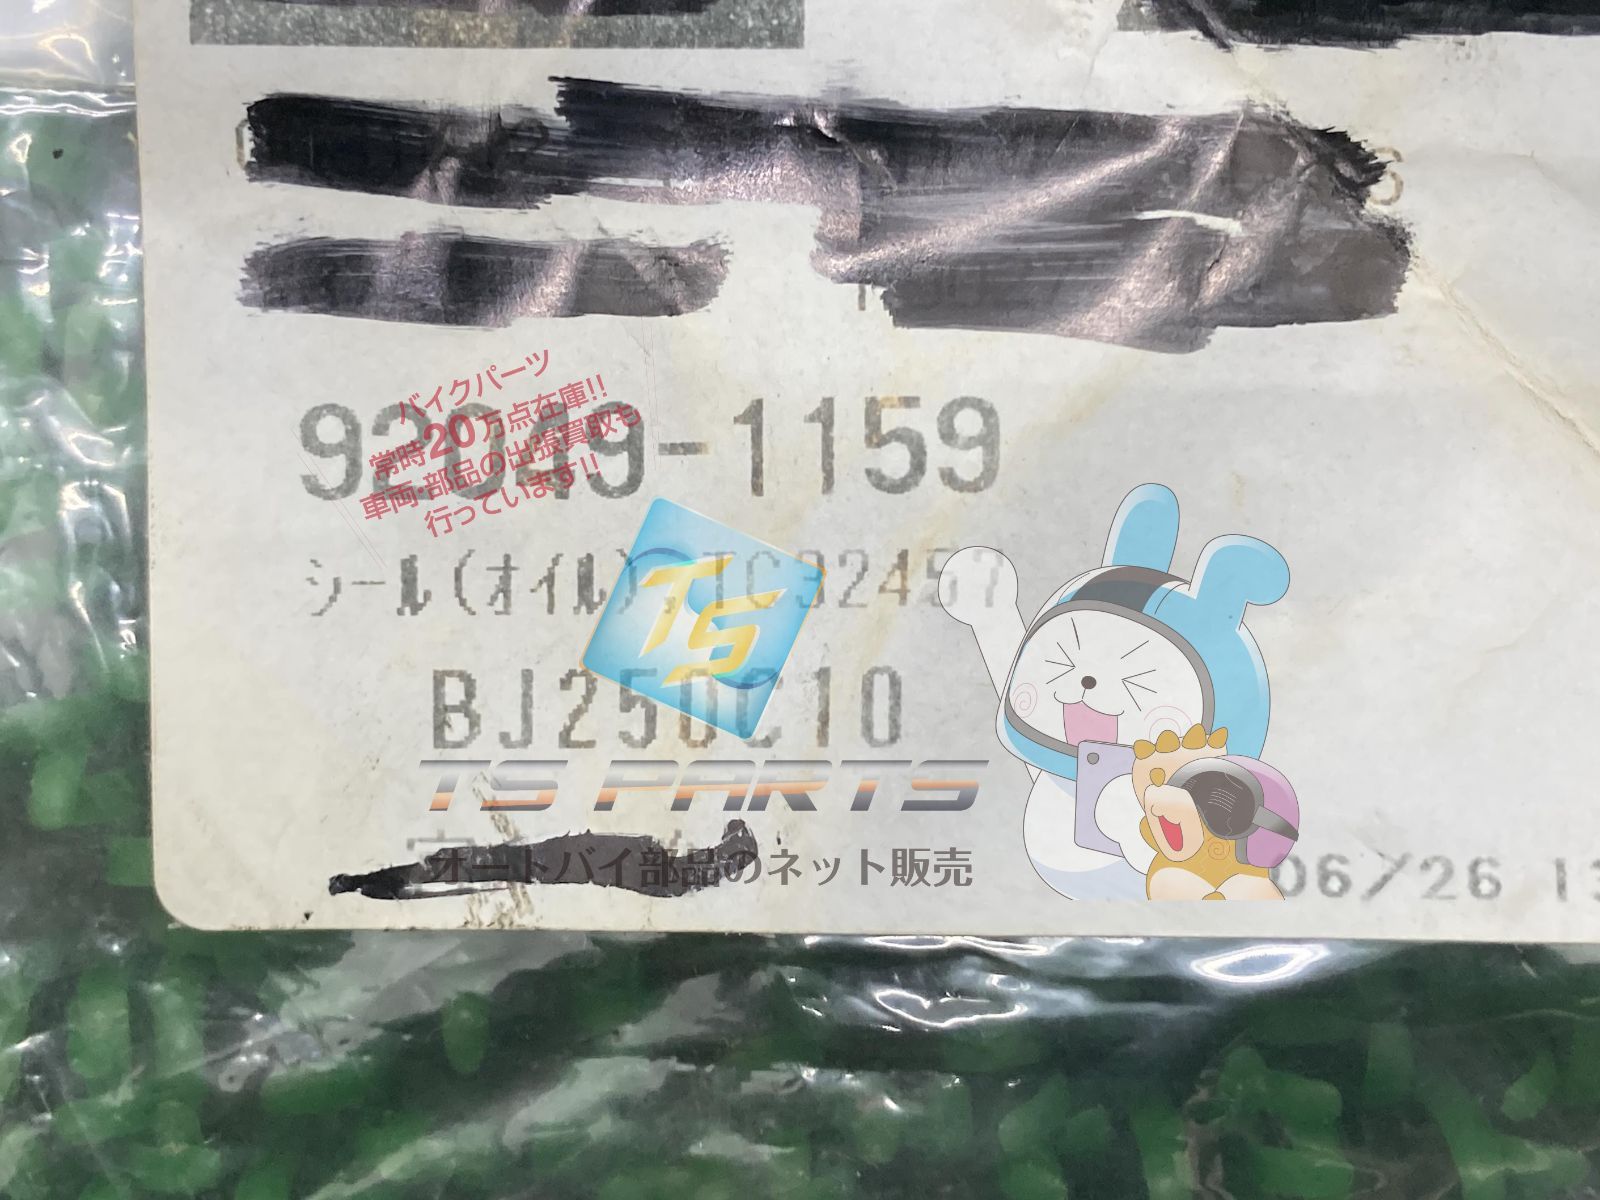 バイクパーツ
常時20万点在庫!!
車両・部品の出張買取も
行っています!!
92049-1159
シール(オイル),TC32457
TS
BJ250C10
TS PARTS
オートバイ部品のネット販売
06/26 13